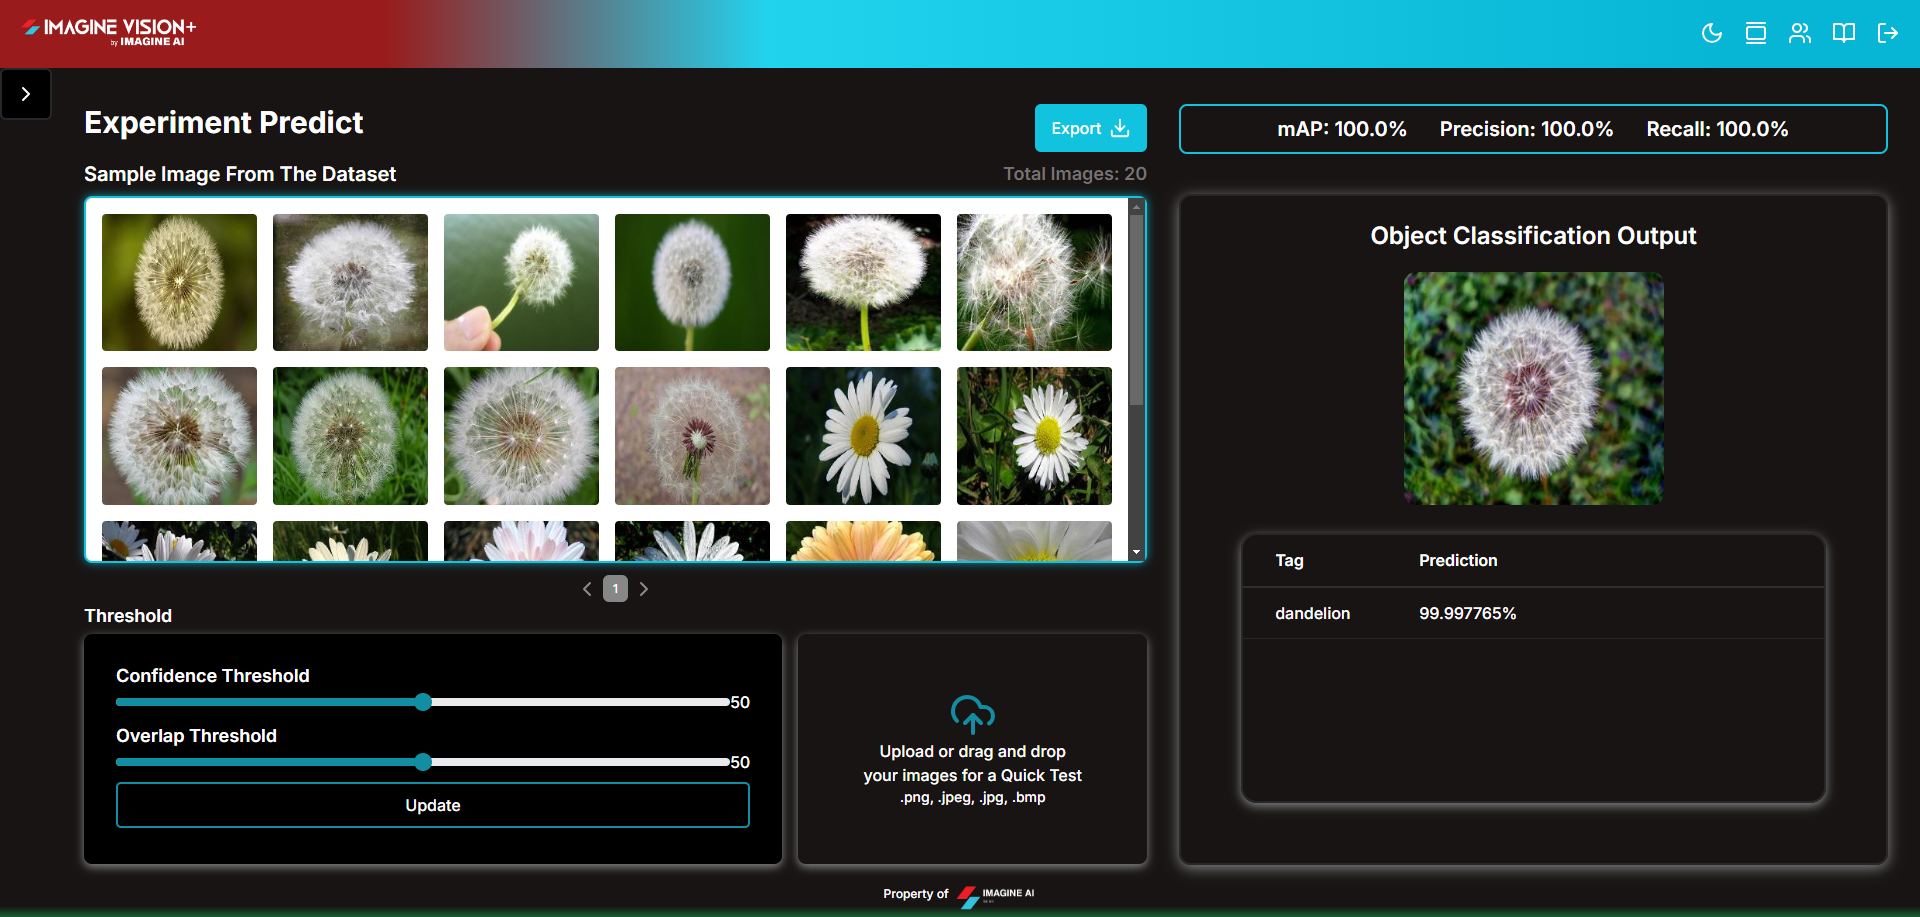 IMAGINE VISION+
by IMAGINE AI
Experiment Predict
Export
mAP: 100.0% Precision: 100.0% Recall: 100.0%
Sample Image From The Dataset
Total Images: 20
Object Classification Output
Tag Prediction
dandelion 99.997765%
1
Threshold
Confidence Threshold
50
Overlap Threshold
50
Update
Upload or drag and drop
your images for a Quick Test
.png, .jpeg, .jpg, .bmp
Property of
IMAGINE AI